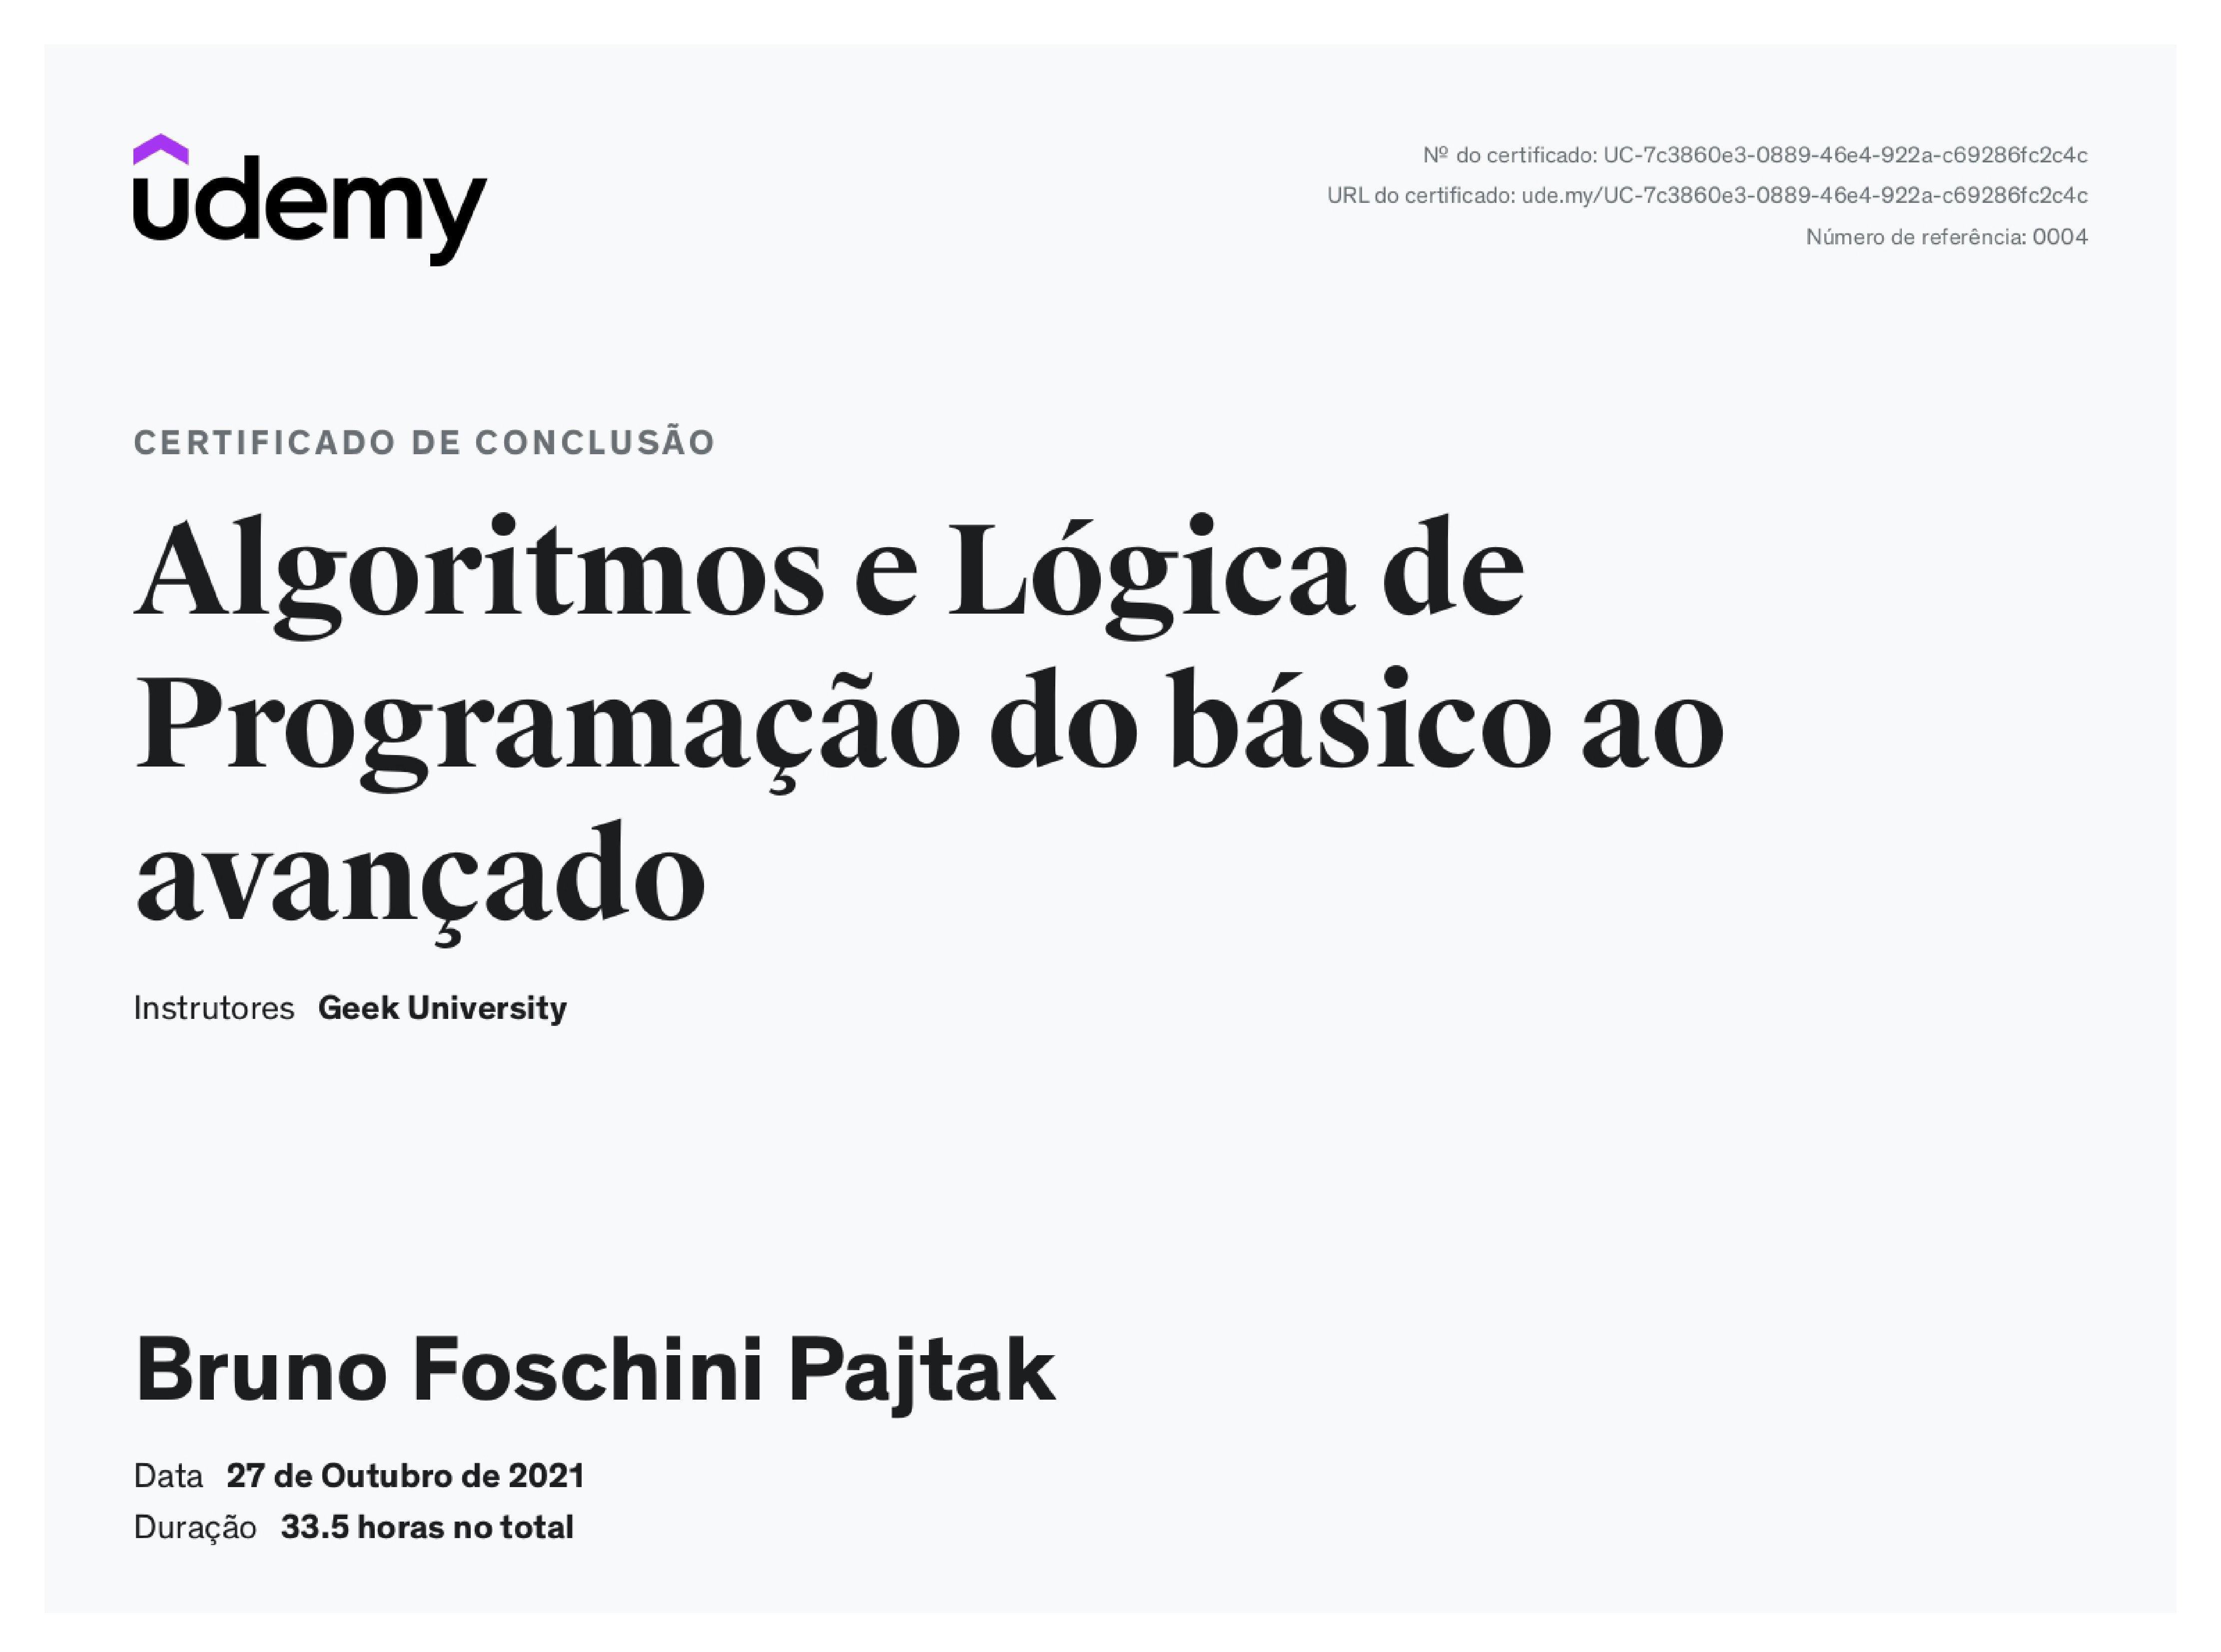 udemy
Nº do certificado: UC-7c3860e3-0889-46e4-922a-c69286fc2c4c
URL do certificado: ude.my/UC-7c3860e3-0889-46e4-922a-c69286fc2c4c
Número de referência: 0004
CERTIFICADO DE CONCLUSÃO
Algoritmos e Lógica de
Programação do básico ao
avançado
Instrutores Geek University
Bruno Foschini Pajtak
Data 27 de Outubro de 2021
Duração 33.5 horas no total